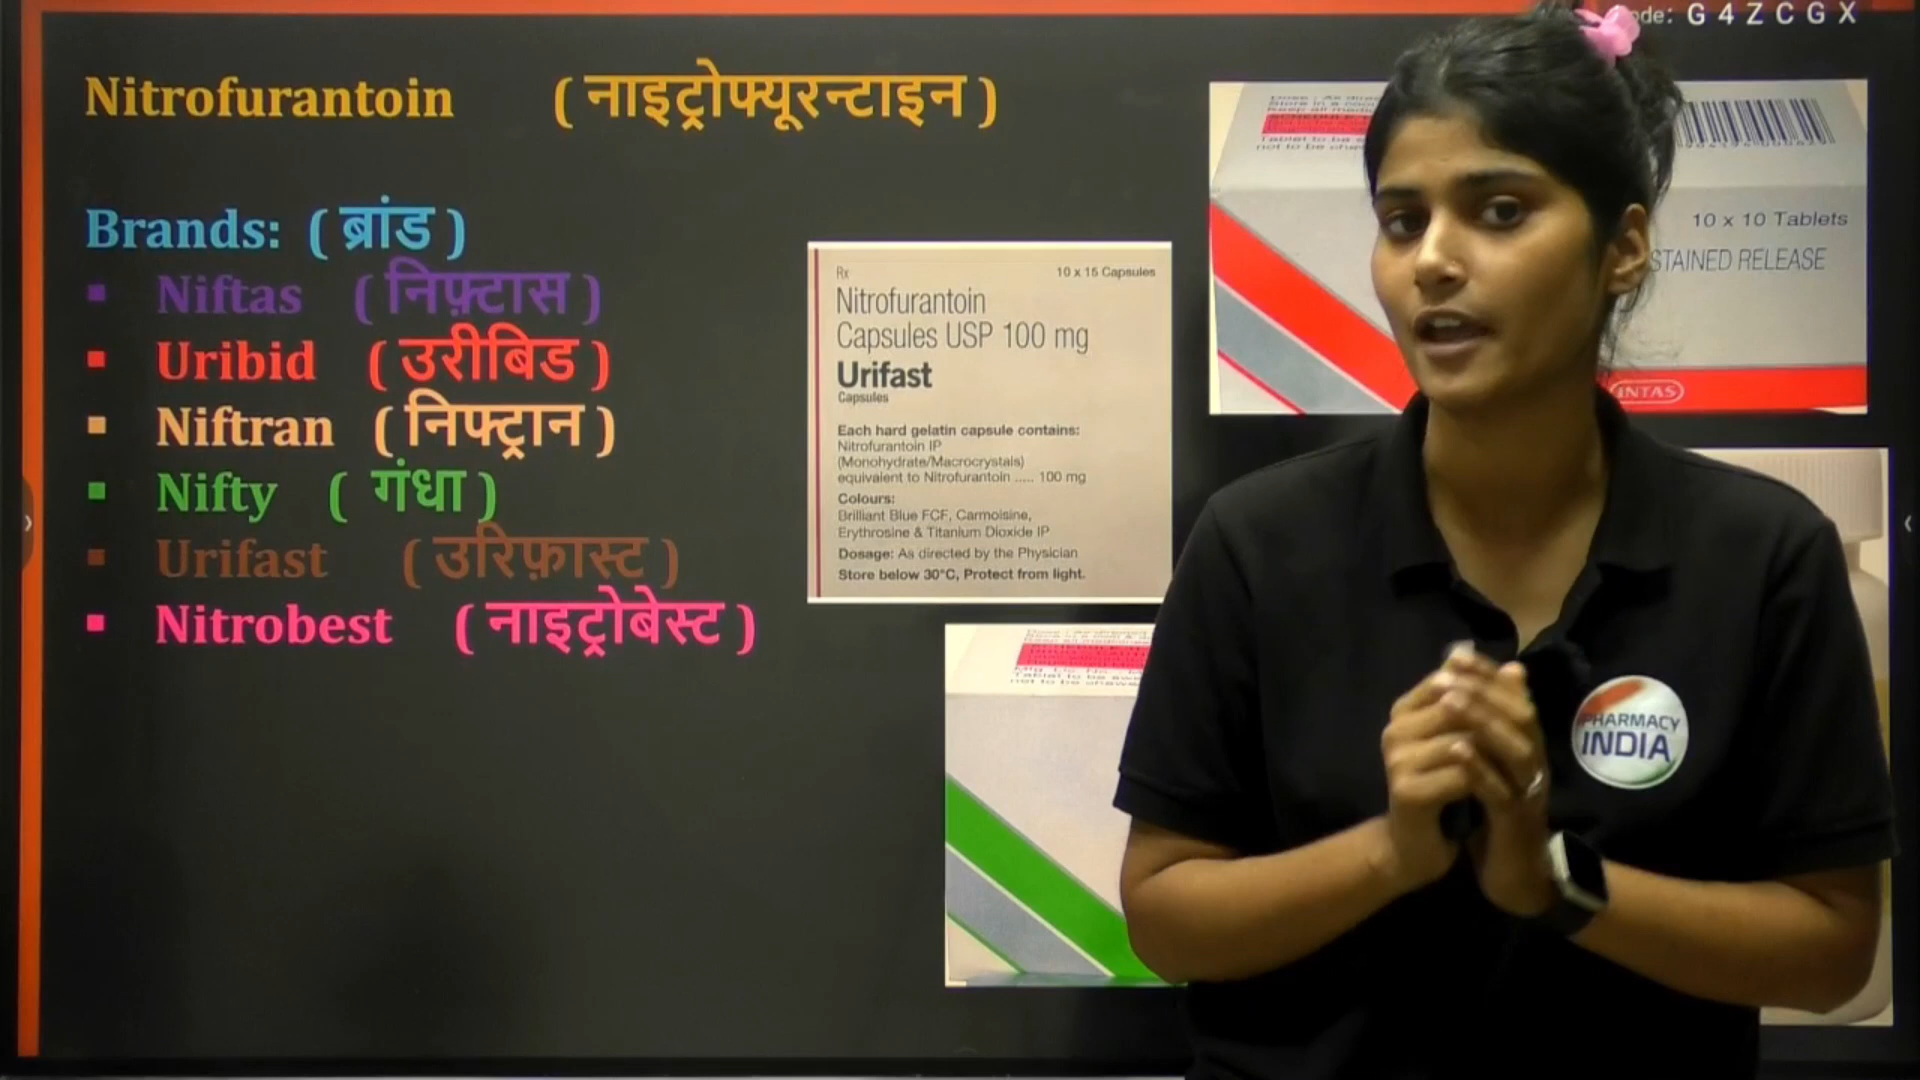 ode: G 4 Z C G X
Nitrofurantoin ( नाइट्रोफ्यूरन्टाइन )
Brands: ( ब्रांड )
▪ Niftas ( निफ़्टास )
▪ Uribid ( उरीबिड )
▪ Niftran ( निफ्ट्रान )
▪ Nifty ( गंधा )
▪ Urifast ( उरिफ़ास्ट )
▪ Nitrobest ( नाइट्रोबेस्ट )
Rx 10 x 15 Capsules
Nitrofurantoin
Capsules USP 100 mg
Urifast
Capsules
Each hard gelatin capsule contains:
Nitrofurantoin IP
(Monohydrate/Macrocrystals)
equivalent to Nitrofurantoin ..... 100 mg
Colours:
Brilliant Blue FCF, Carmoisine,
Erythrosine & Titanium Dioxide IP
Dosage: As directed by the Physician
Store below 30°C, Protect from light.
10 x 10 Tablets
STAINED RELEASE
INTAS
PHARMACY
INDIA